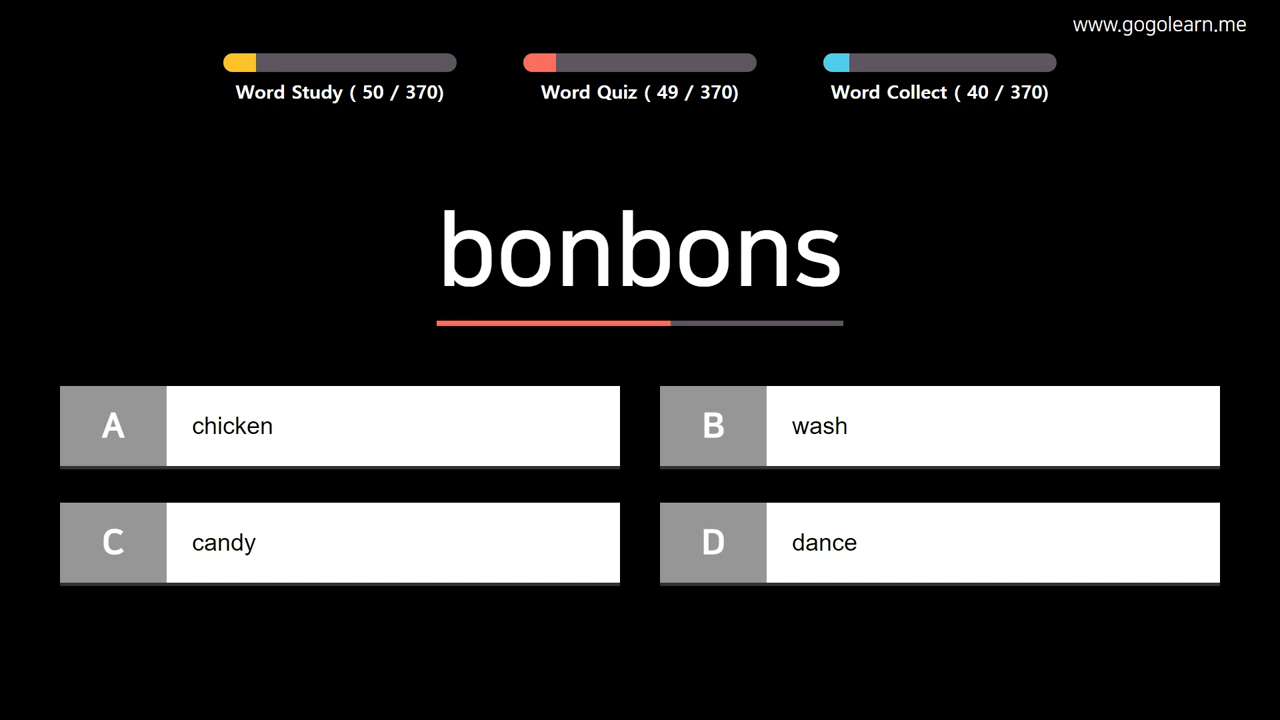 www.gogolearn.me
Word Study ( 50 / 370)
Word Quiz ( 49 / 370)
Word Collect ( 40 / 370)
bonbons
A chicken
B wash
C candy
D dance